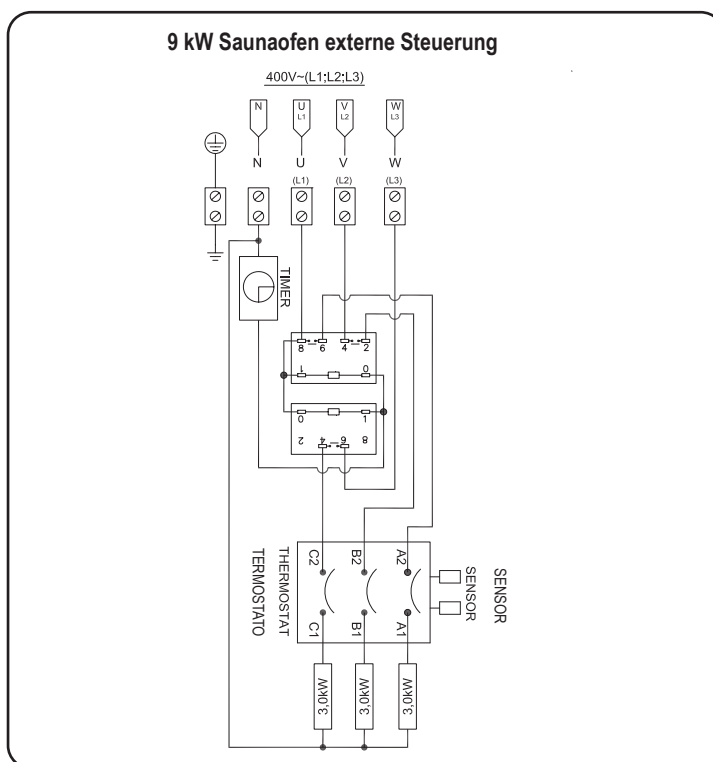 9 kW Saunaofen externe Steuerung
400V~(L1;L2;L3)
N
U
L1
V
L2
W
L3
N
U
V
W
(L1)
(L2)
(L3)
TIMER
8
6
4
2
1
0
0
1
2
4
6
8
C2
B2
A2
SENSOR
SENSOR
THERMOSTAT
TERMOSTATO
C1
B1
A1
3,0kW
3,0kW
3,0kW